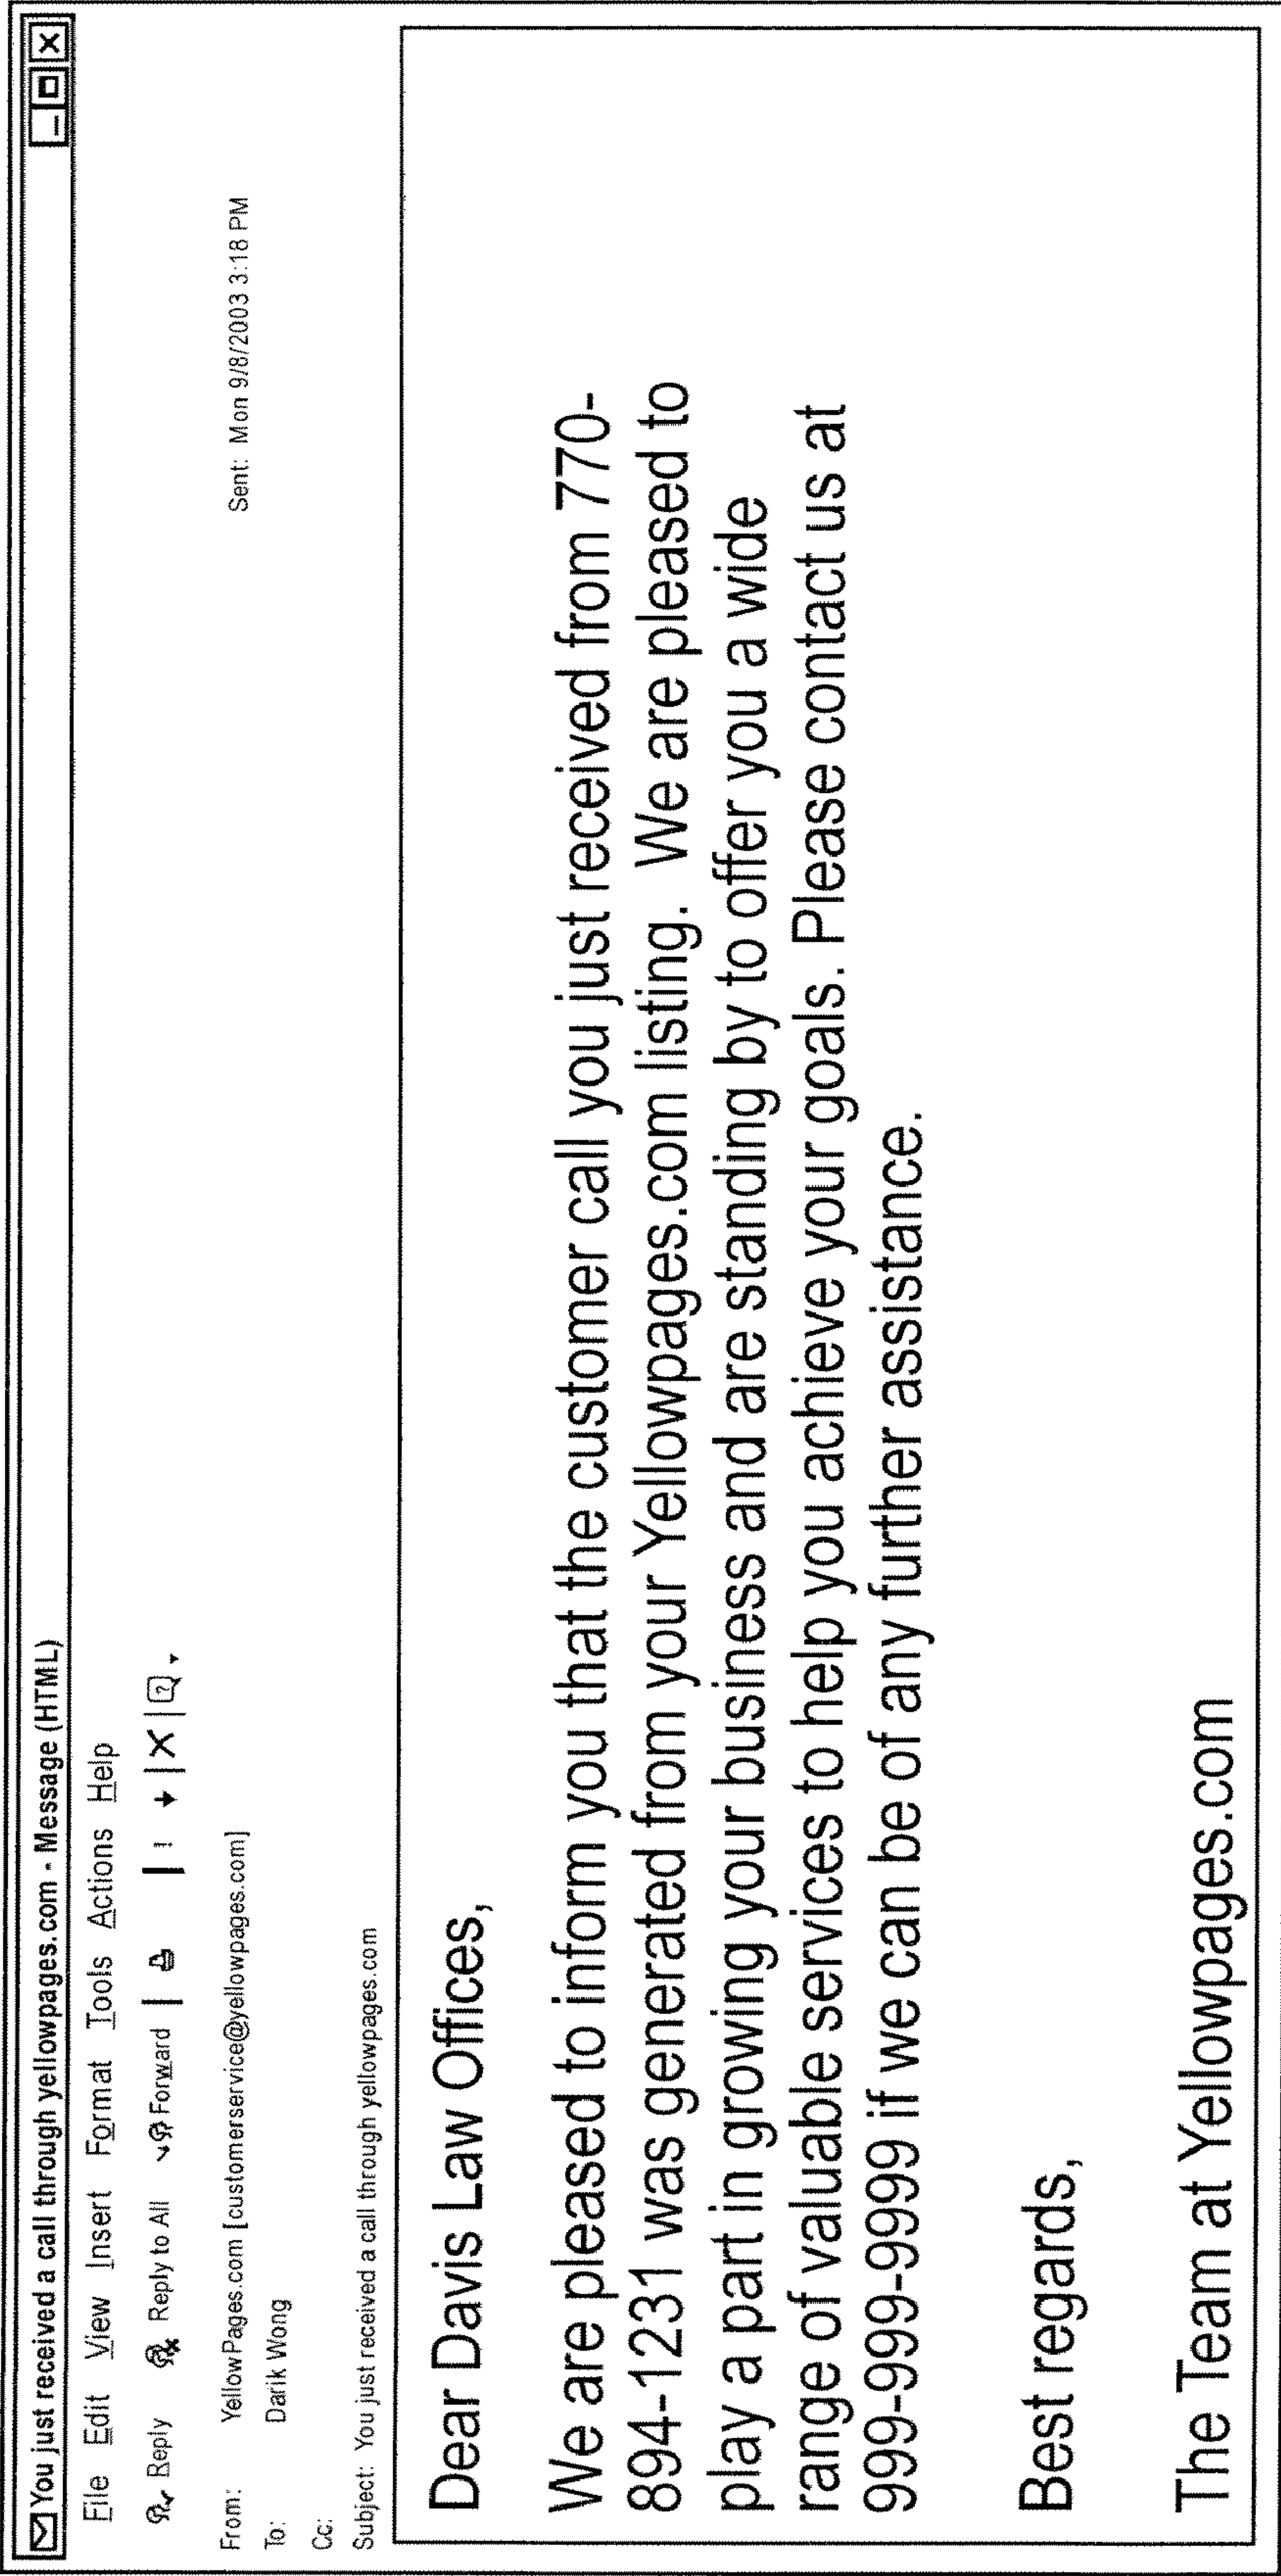 You just received a call through yellowpages.com - Message (HTML)
File Edit View Insert Format Tools Actions Help
Reply Reply to All Forward
From: YellowPages.com [customerservice@yellowpages.com]
Sent: Mon 9/8/2003 3:18 PM
To: Darik Wong
Cc:
Subject: You just received a call through yellowpages.com
Dear Davis Law Offices,
We are pleased to inform you that the customer call you just received from 770-
894-1231 was generated from your Yellowpages.com listing. We are pleased to
play a part in growing your business and are standing by to offer you a wide
range of valuable services to help you achieve your goals. Please contact us at
999-999-9999 if we can be of any further assistance.
Best regards,
The Team at Yellowpages.com